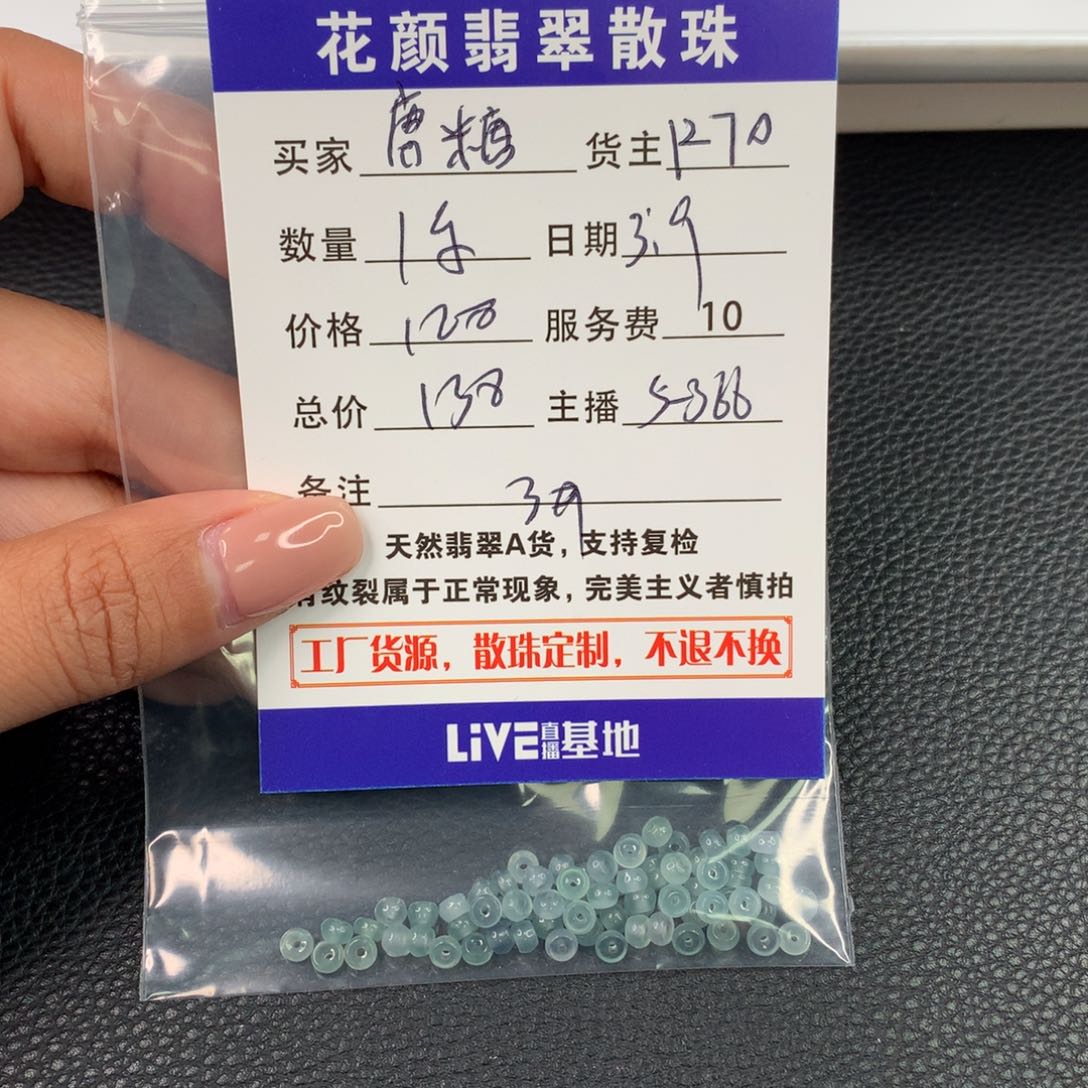 花颜翡翠散珠
买家 唐糖 货主 1270
数量 1 日期 3.9
价格 128 服务费 10
总价 138 主播
备注
天然翡翠A货，支持复检
有纹裂属于正常现象，完美主义者慎拍
工厂货源，散珠定制，不退不换
LiVE直播基地